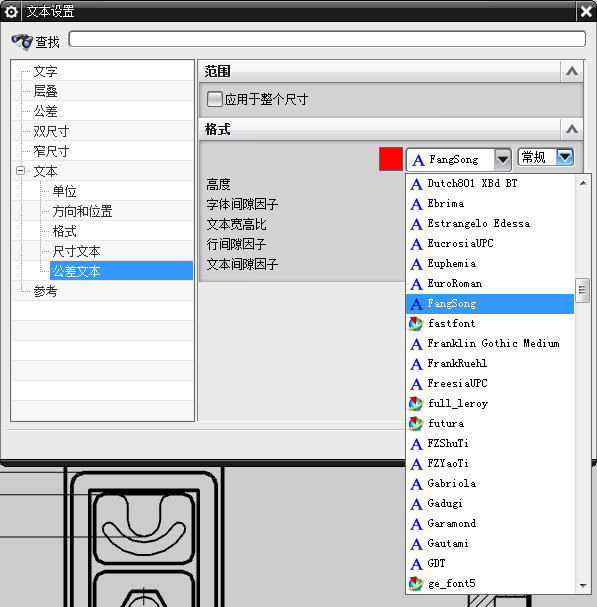 文本设置
查找
文字
层叠
公差
双尺寸
窄尺寸
文本
单位
方向和位置
格式
尺寸文本
公差文本
参考
范围
应用于整个尺寸
格式
FangSong
常规
高度
字体间隙因子
文本宽高比
行间隙因子
文本间隙因子
Dutch801 XBd BT
Ebrima
Estrangelo Edessa
EucrosiaUPC
Euphemia
EuroRoman
FangSong
fastfont
Franklin Gothic Medium
FrankRuehl
FreesiaUPC
full_leroy
futura
FZShuTi
FZYaoTi
Gabriola
Gadugi
Garamond
Gautami
GDT
ge_font5